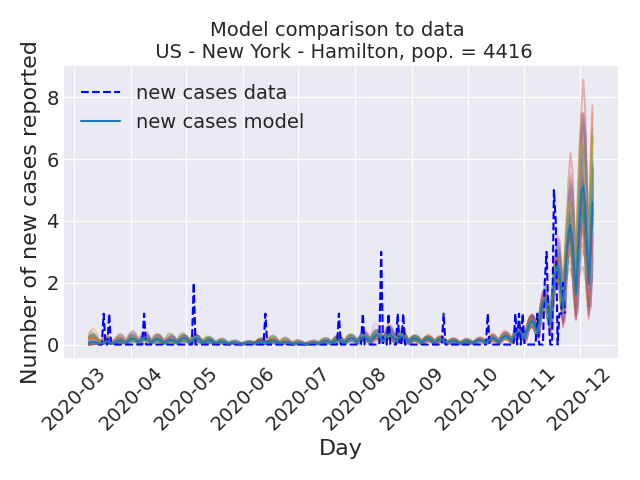 Model comparison to data
US - New York - Hamilton, pop. = 4416
Number of new cases reported
8
6
4
2
0
new cases data
new cases model
2020-03
2020-04
2020-05
2020-06
2020-07
2020-08
2020-09
2020-10
2020-11
2020-12
Day